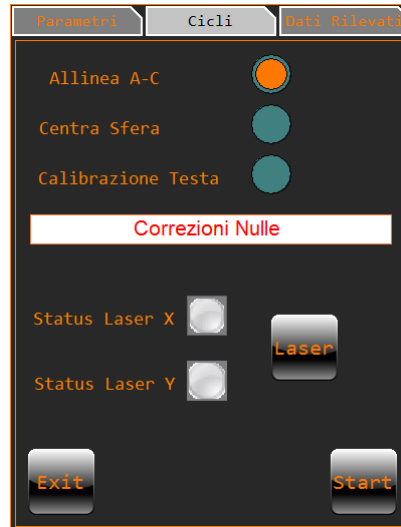 Parametri
Cicli
Dati Rilevati
Allinea A-C
Centra Sfera
Calibrazione Testa
Correzioni Nulle
Status Laser X
Laser
Status Laser Y
Exit
Start